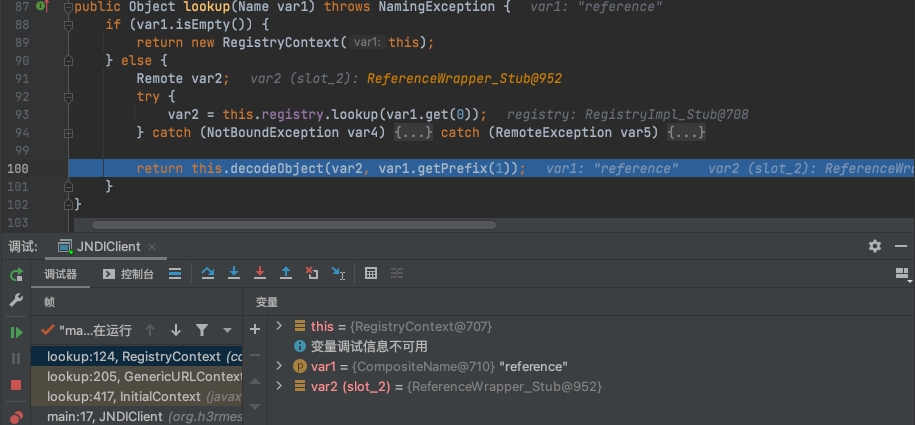 87 public Object lookup(Name var1) throws NamingException { var1: "reference"
88 if (var1.isEmpty()) {
89 return new RegistryContext( var1: this);
90 } else {
91 Remote var2; var2 (slot_2): ReferenceWrapper_Stub@952
92 try {
93 var2 = this.registry.lookup(var1.get(0)); registry: RegistryImpl_Stub@708
94 } catch (NotBoundException var4) {...} catch (RemoteException var5) {...}
99
100 return this.decodeObject(var2, var1.getPrefix(1)); var1: "reference" var2 (slot_2): ReferenceWra
101 }
102 }
103
调试: JNDIClient
调试器 控制台
帧 变量
"ma...在运行
this = {RegistryContext@707}
变量调试信息不可用
var1 = {CompositeName@710} "reference"
var2 (slot_2) = {ReferenceWrapper_Stub@952}
lookup:124, RegistryContext (co
lookup:205, GenericURLContext
lookup:417, InitialContext (javax
main:17, JNDIClient (org.h3rmes